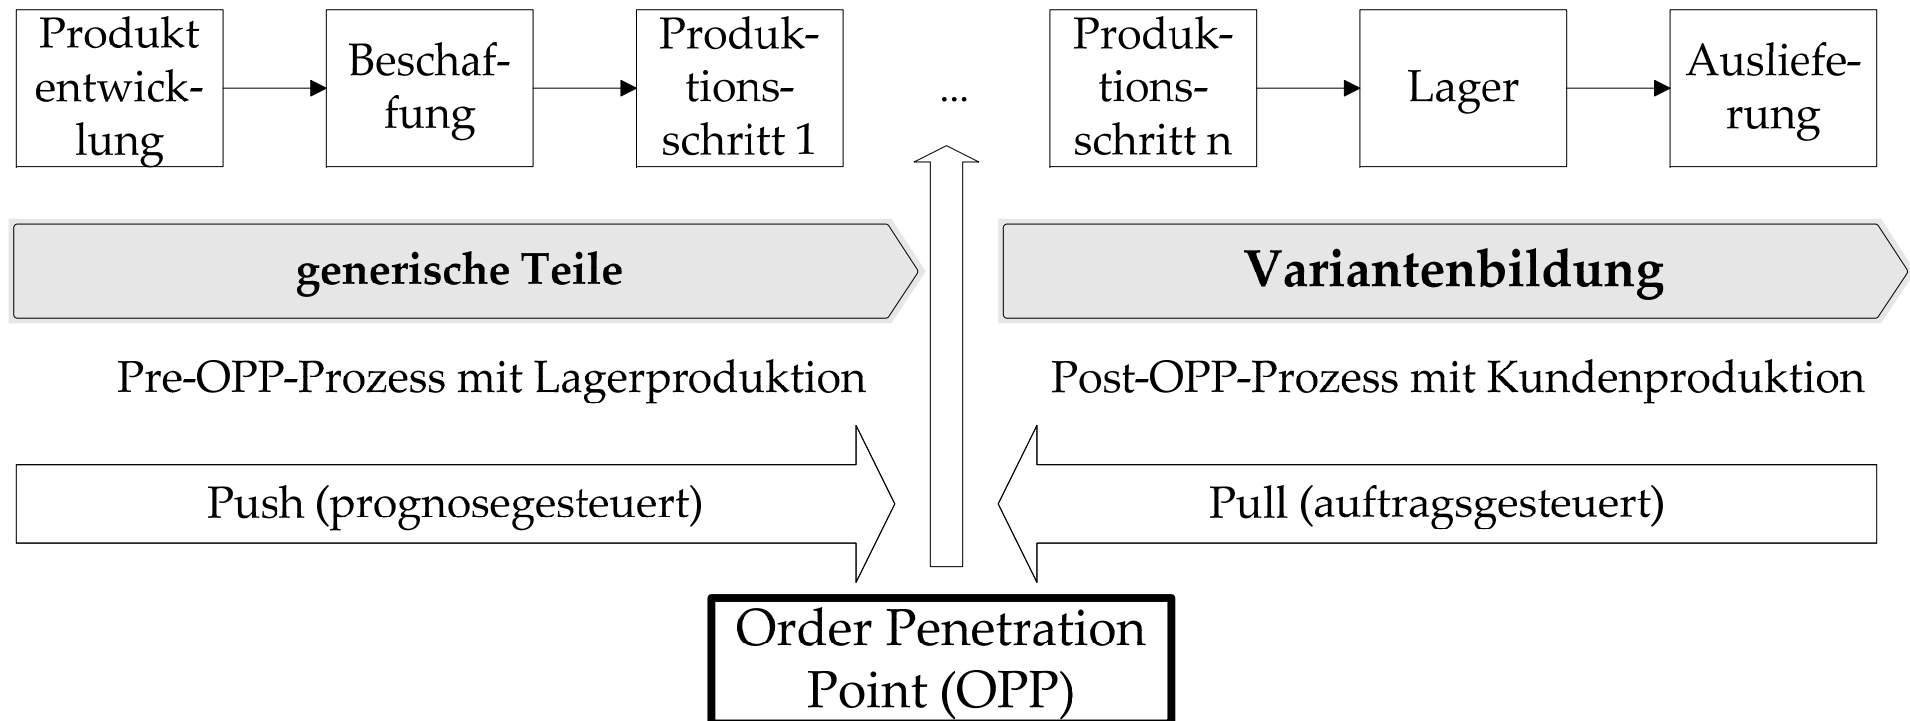 Produkt
entwick-
lung
Beschaf-
fung
Produk-
tions-
schritt 1
...
Produk-
tions-
schritt n
Lager
Ausliefe-
rung
generische Teile
Variantenbildung
Pre-OPP-Prozess mit Lagerproduktion
Post-OPP-Prozess mit Kundenproduktion
Push (prognosegesteuert)
Pull (auftragsgesteuert)
Order Penetration
Point (OPP)